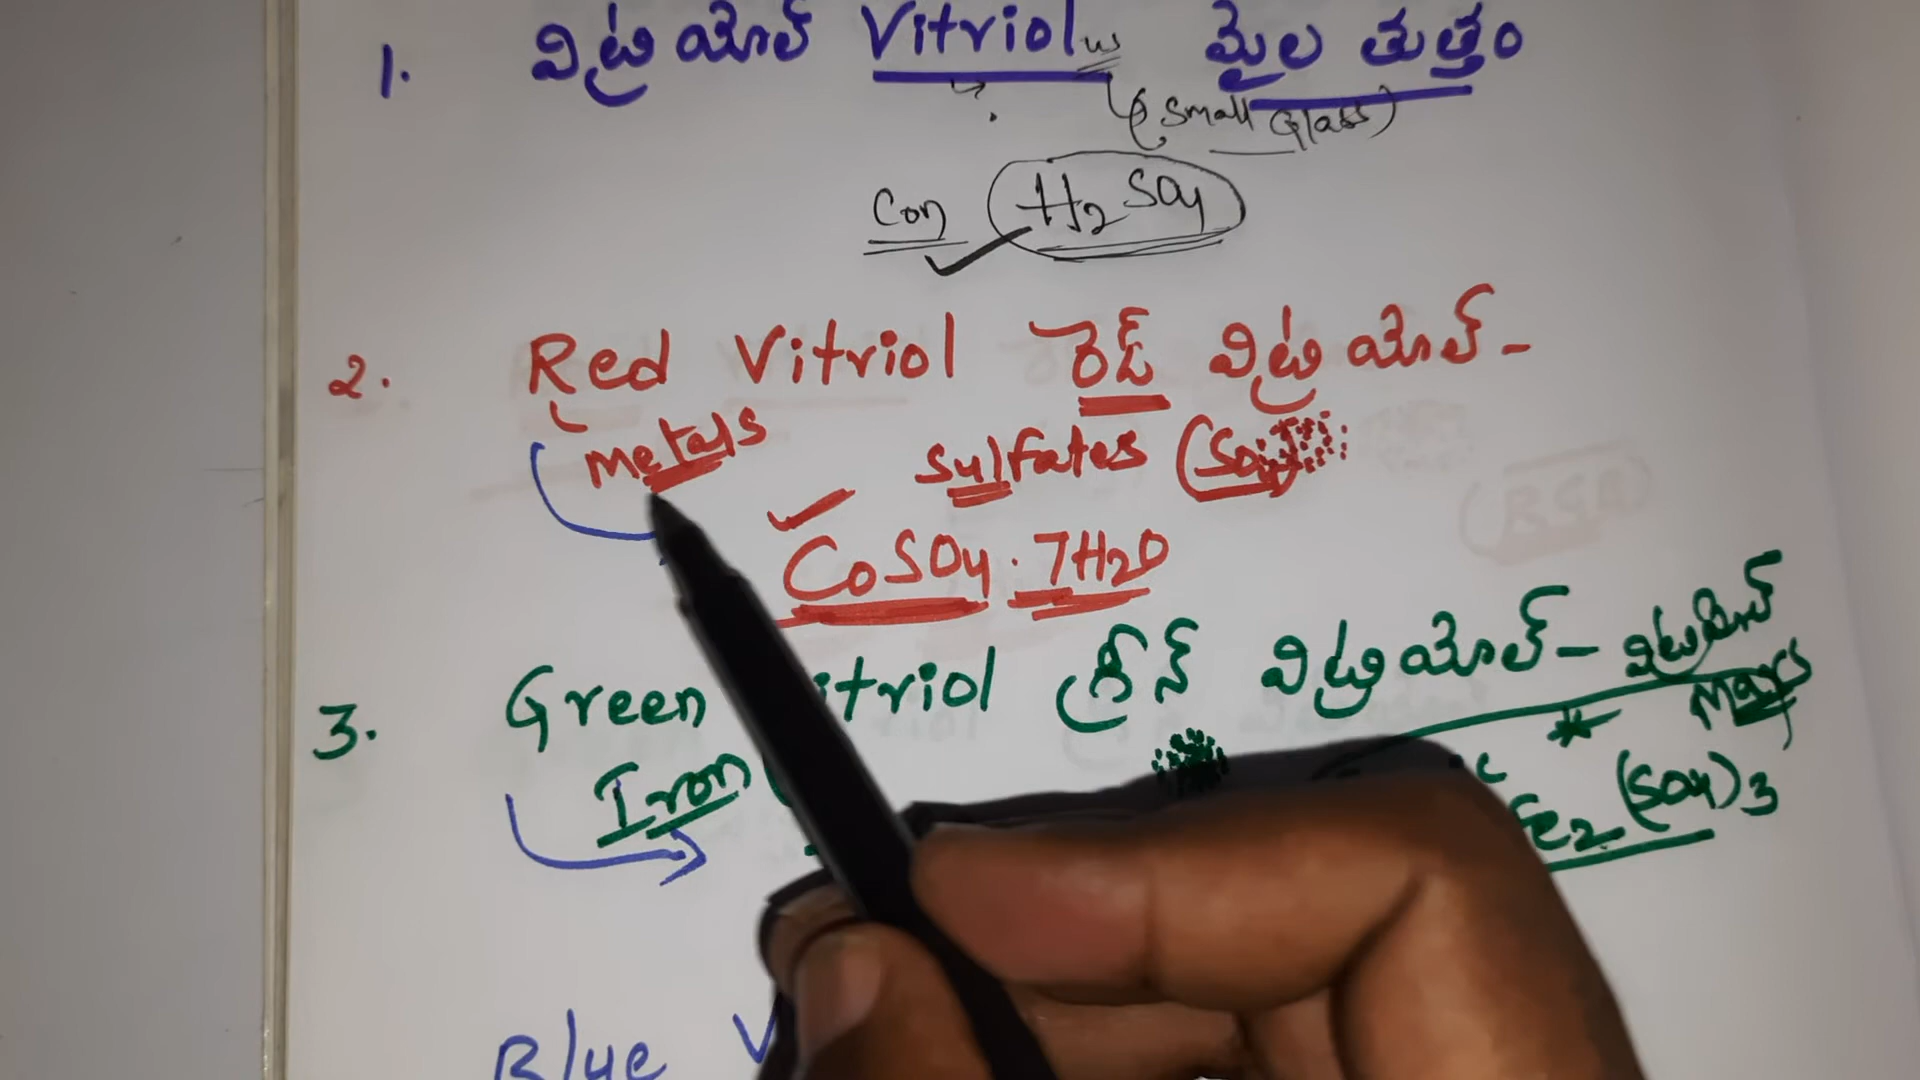 1. విట్రియోల్ Vitriol మైల తుత్తం
(Small Glass)
Con H2SO4
2. Red Vitriol రెడ్ విట్రియోల్ -
Metals Sulfates (SO4)
CoSO4 . 7H2O
3. Green Vitriol గ్రీన్ విట్రియోల్ - విట్రియోల్
Mars
Iron Fe2 (SO4)3
Blue V